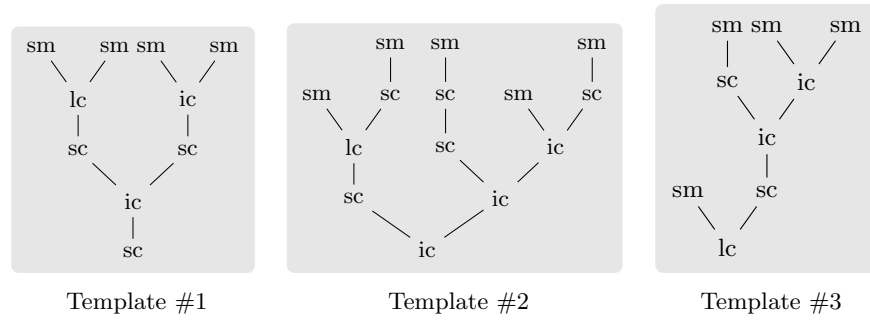 sm sm sm sm
lc ic
sc sc
ic
sc
Template #1
sm sm sm
sm sc sc sm sc
lc sc ic
sc ic
ic
Template #2
sm sm sm
sc ic
ic
sm sc
lc
Template #3